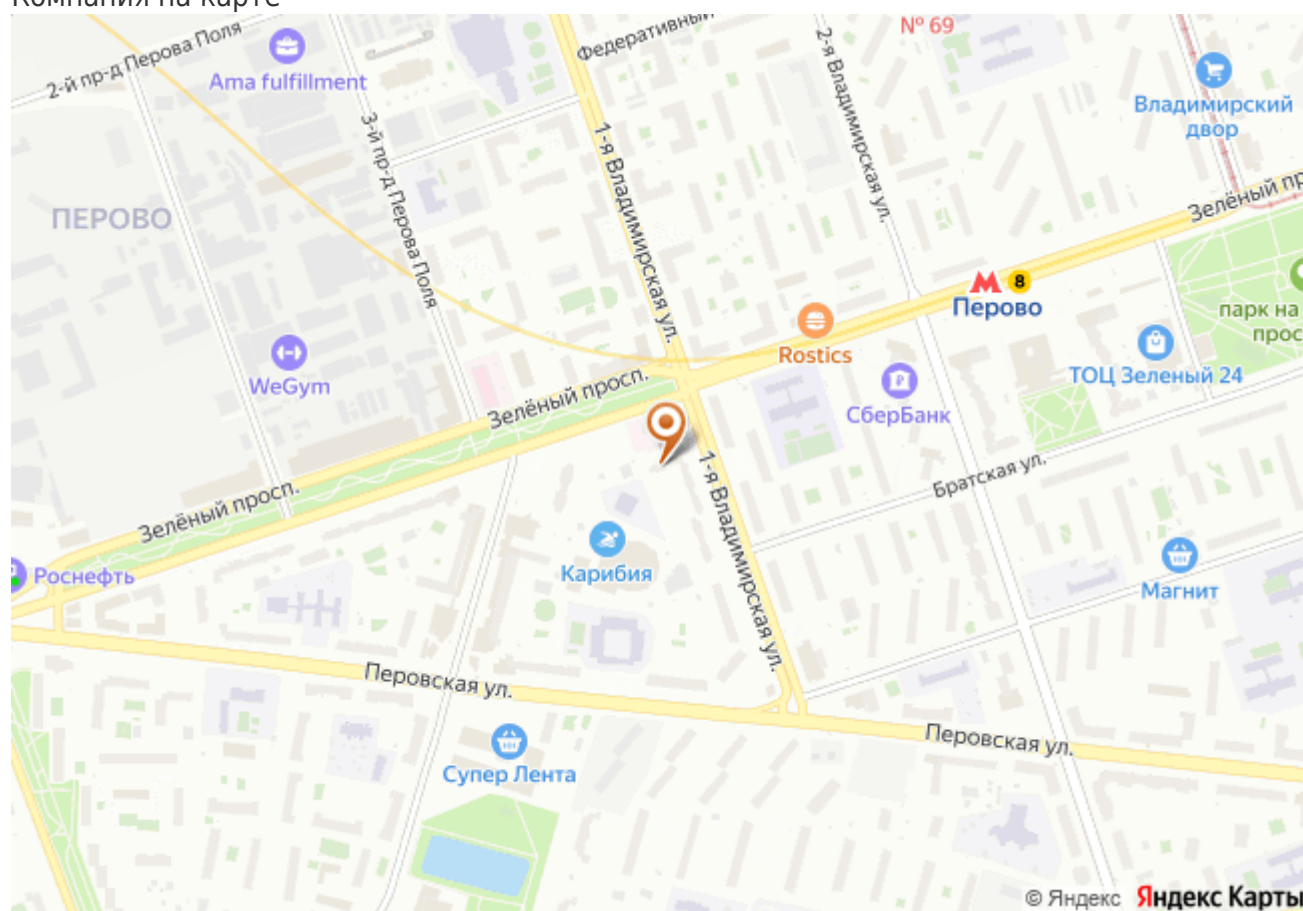 Компания на карте
2-й пр-д Перова Поля
Ama fulfillment
Федеративный
№ 69
2-я Владимирская ул.
Владимирский
двор
3-й пр-д Перова Поля
1-я Владимирская ул.
ПЕРОВО
Зелёный пр
8
Перово
парк на
прос
Rostics
ТОЦ Зеленый 24
WeGym
Зелёный просп.
СберБанк
1-я Владимирская ул.
Братская ул.
Зелёный просп.
Карибия
Роснефть
Магнит
Перовская ул.
Перовская ул.
Супер Лента
© Яндекс Яндекс Карты